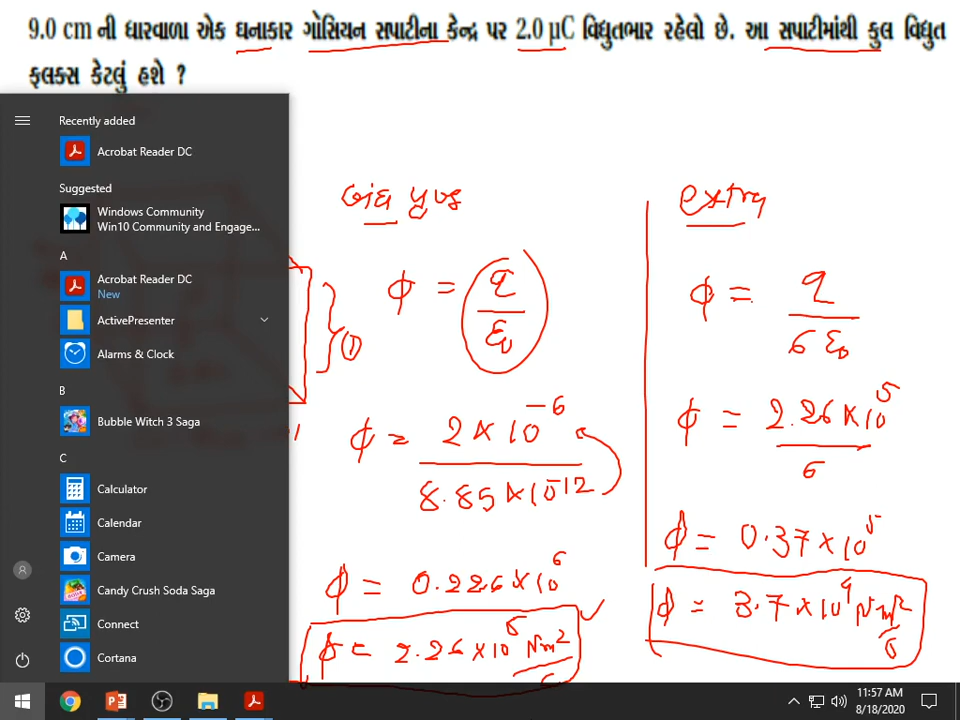 9.0 cm ની ધારવાળા એક ઘનાકાર ગોસિયન સપાટીના કેન્દ્ર પર 2.0 μC વિદ્યુતભાર રહેલો છે. આ સપાટીમાંથી કુલ વિદ્યુત
ફ્લક્સ કેટલું હશે ?
Recently added
Acrobat Reader DC
Suggested
Windows Community
Win10 Community and Engage...
A
Acrobat Reader DC
New
ActivePresenter
Alarms & Clock
B
Bubble Witch 3 Saga
C
Calculator
Calendar
Camera
Candy Crush Soda Saga
Connect
Cortana
ϕ = q / ε₀
ϕ = 2 × 10⁻⁶ / 8.85 × 10⁻¹²
ϕ = 0.226 × 10⁶
ϕ = 2.26 × 10⁵ Nm² / C
extra
ϕ = q / 6 ε₀
ϕ = 2.26 × 10⁵ / 6
ϕ = 0.37 × 10⁵
ϕ = 3.7 × 10⁴ Nm² / C
11:57 AM
8/18/2020